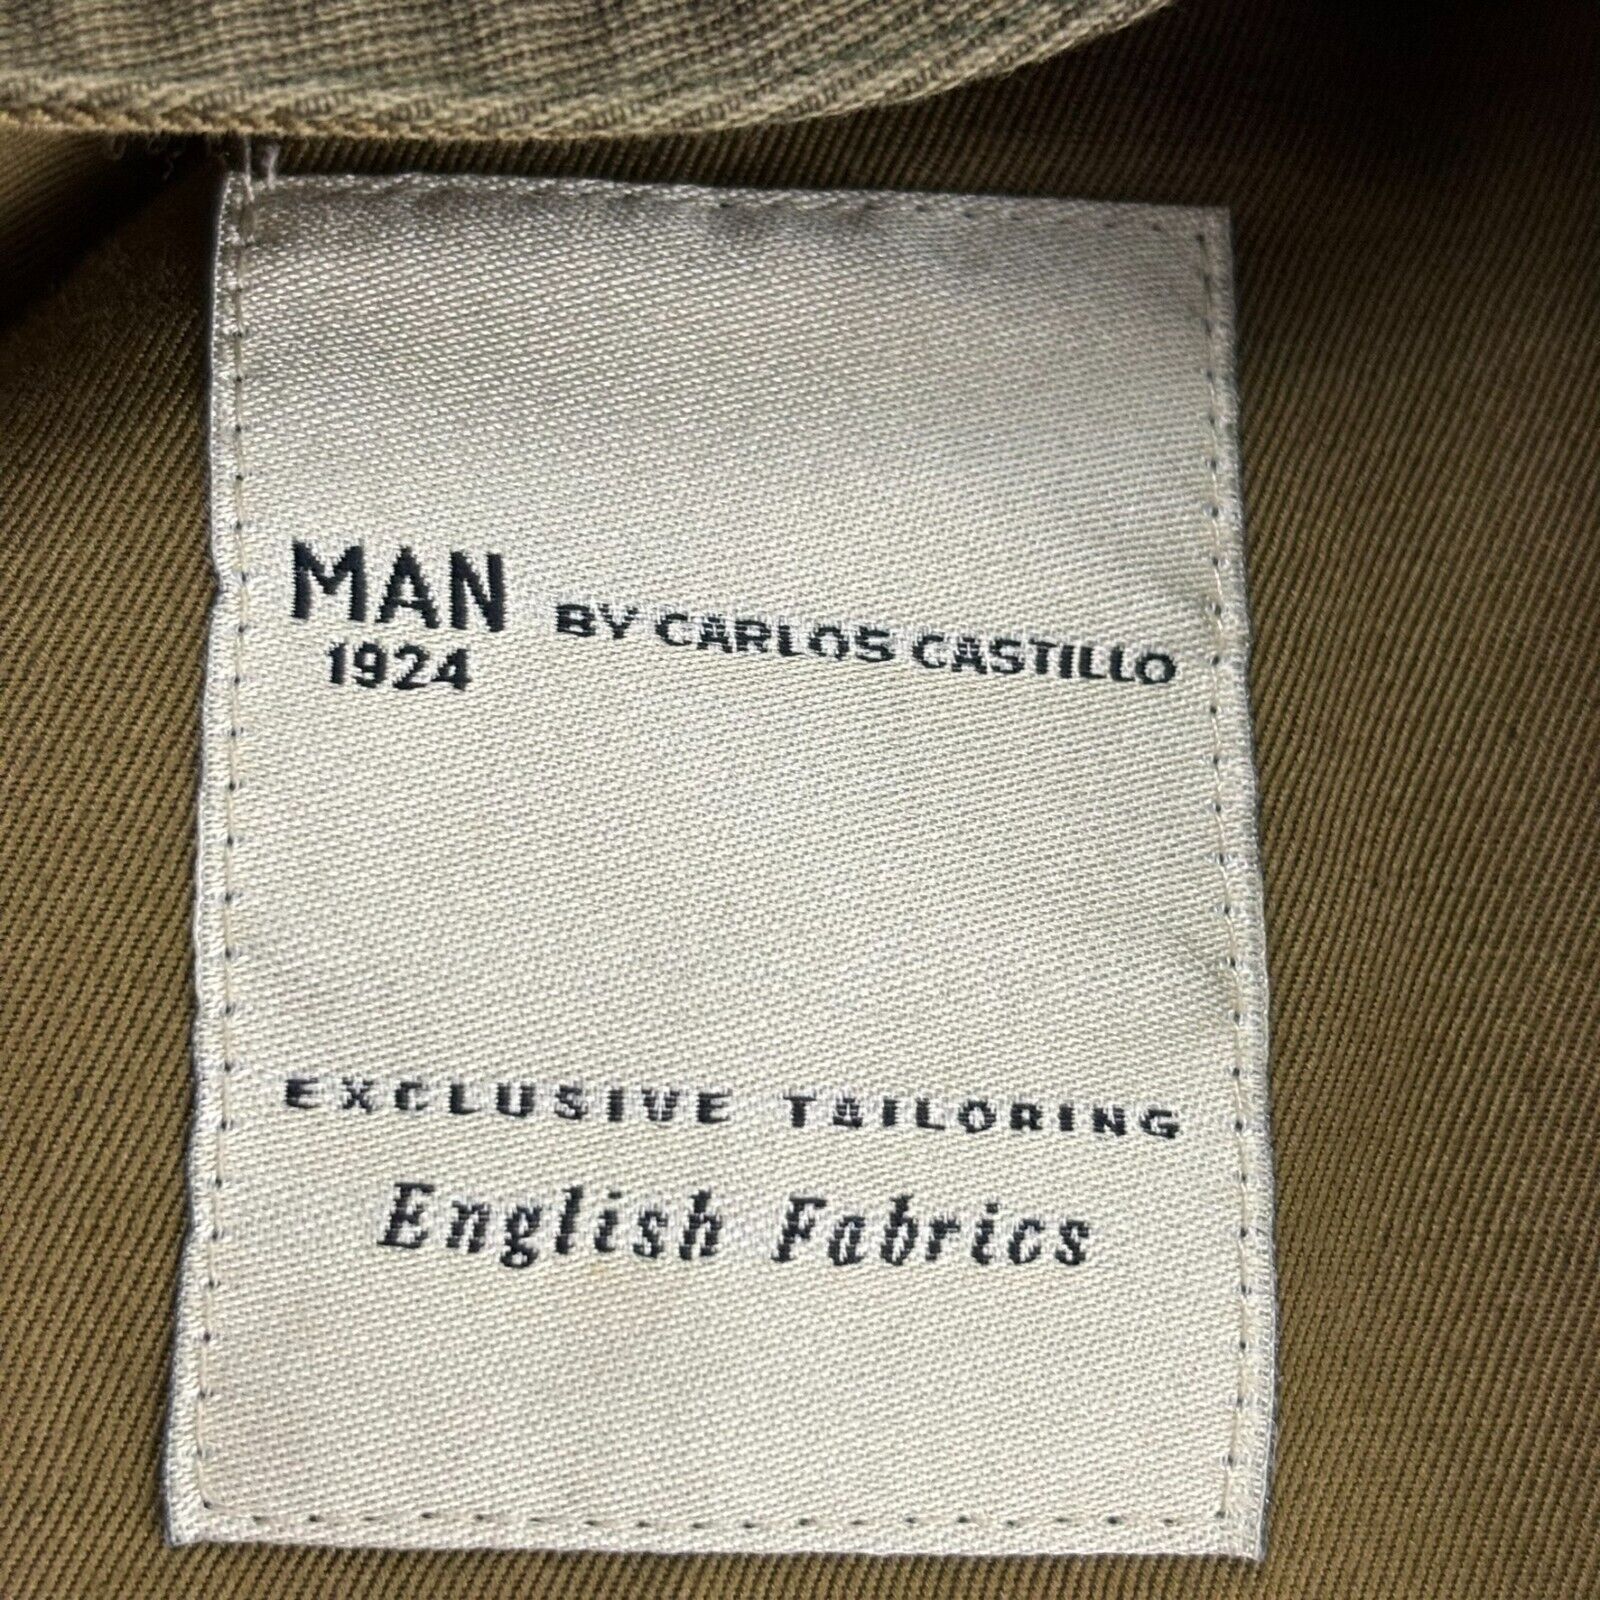 MAN BY CARLOS CASTILLO
1924
EXCLUSIVE TAILORING
English Fabrics